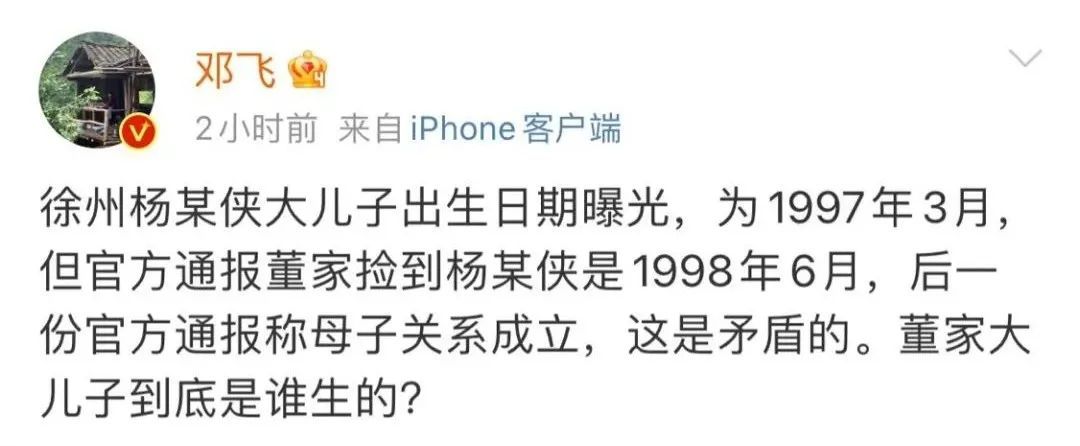 邓飞
2小时前 来自 iPhone客户端
徐州杨某侠大儿子出生日期曝光，为1997年3月，
但官方通报董家捡到杨某侠是1998年6月，后一
份官方通报称母子关系成立，这是矛盾的。董家大
儿子到底是谁生的？